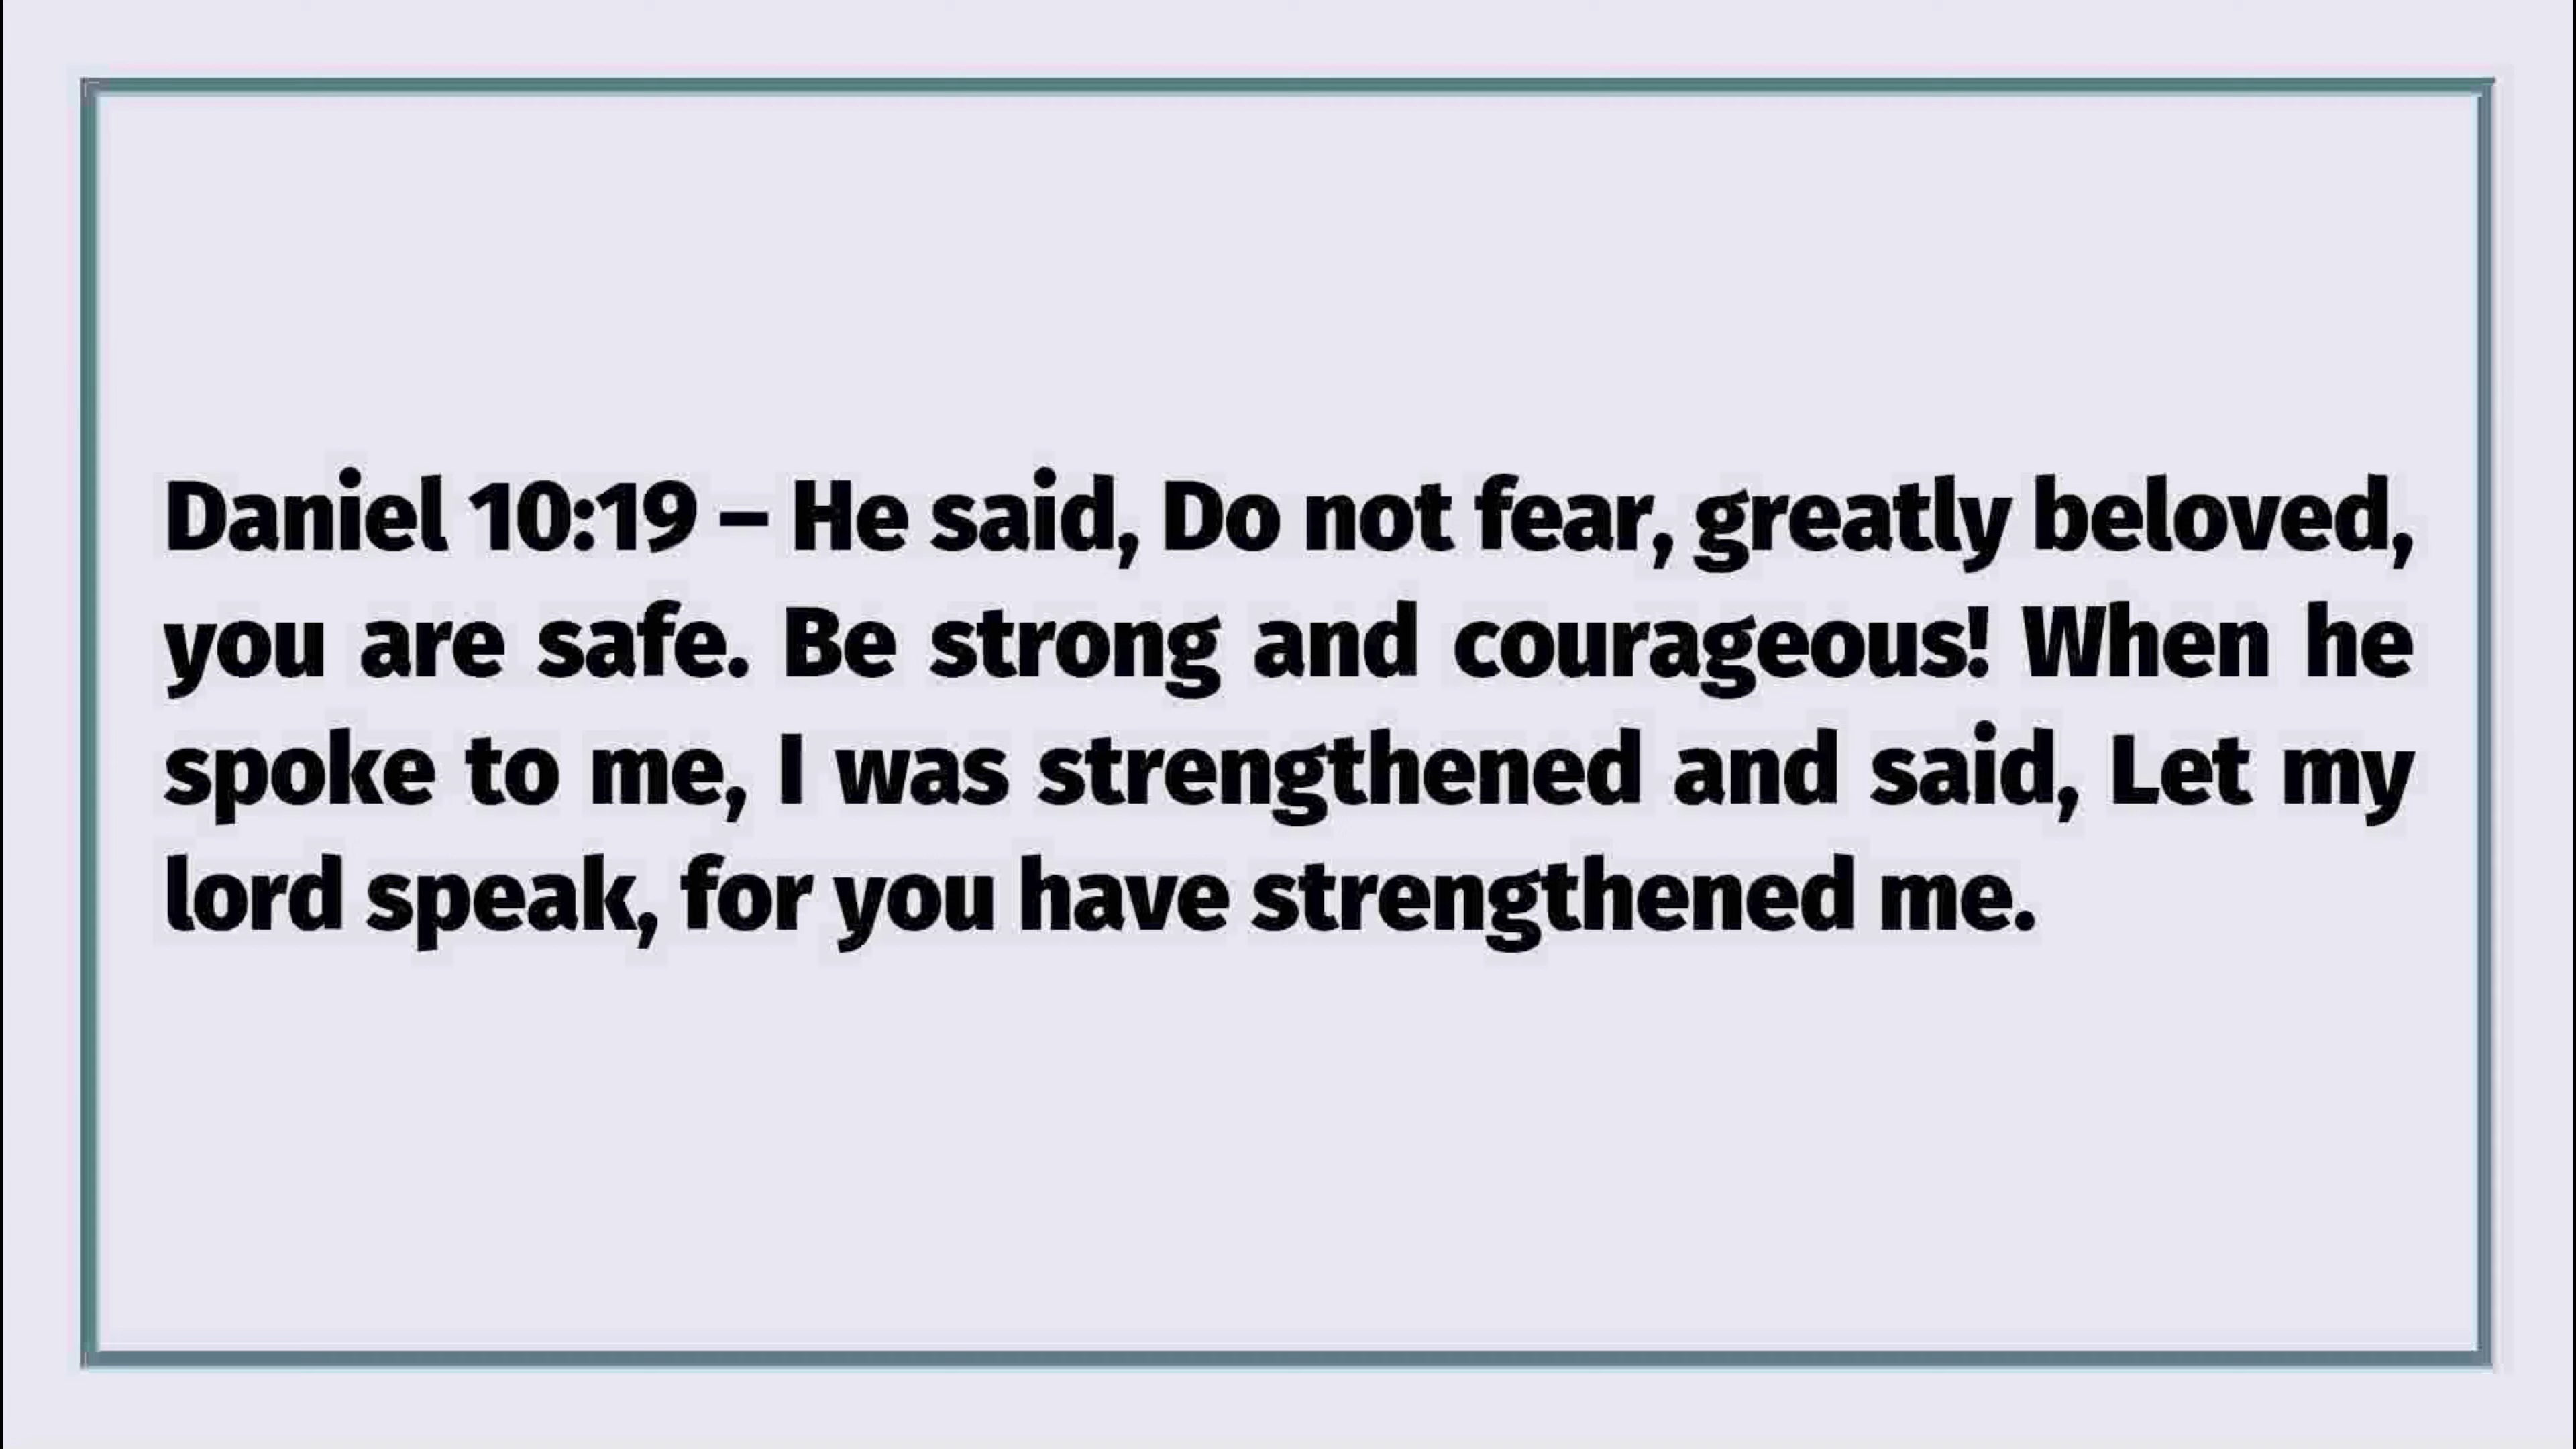 Daniel 10:19 – He said, Do not fear, greatly beloved,
you are safe. Be strong and courageous! When he
spoke to me, I was strengthened and said, Let my
lord speak, for you have strengthened me.